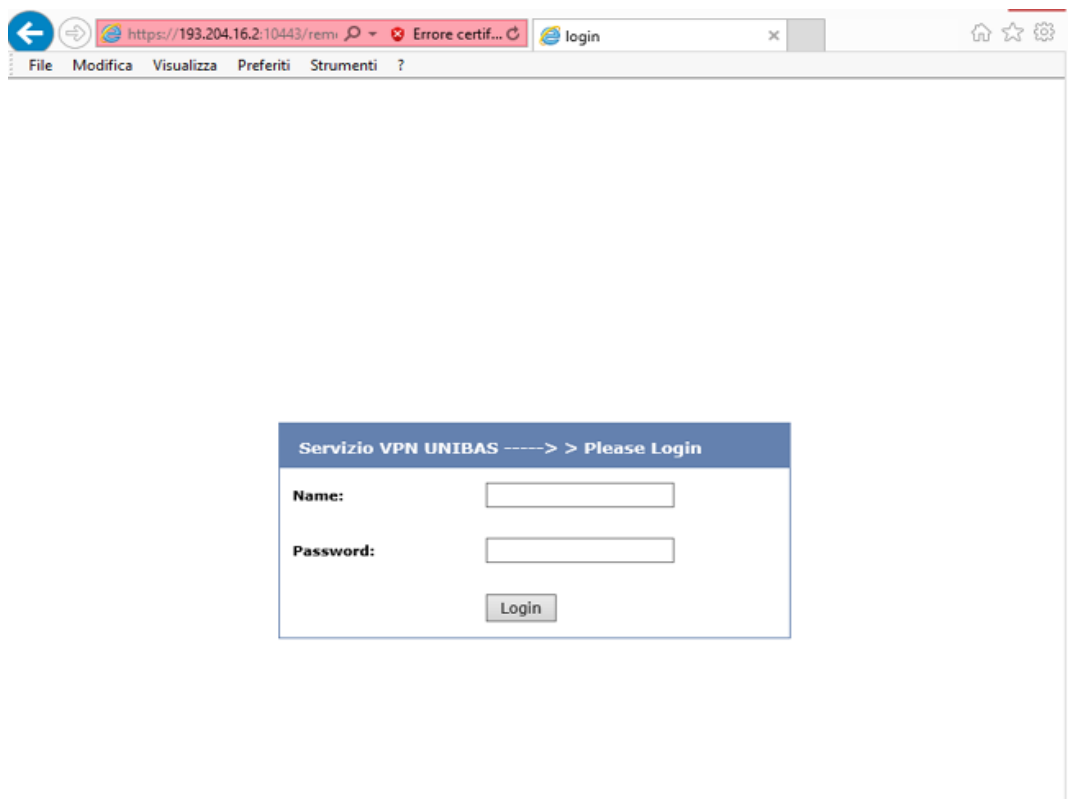 https://193.204.16.2:10443/rem Errore certif... login
File Modifica Visualizza Preferiti Strumenti ?
Servizio VPN UNIBAS -----> > Please Login
Name:
Password:
Login